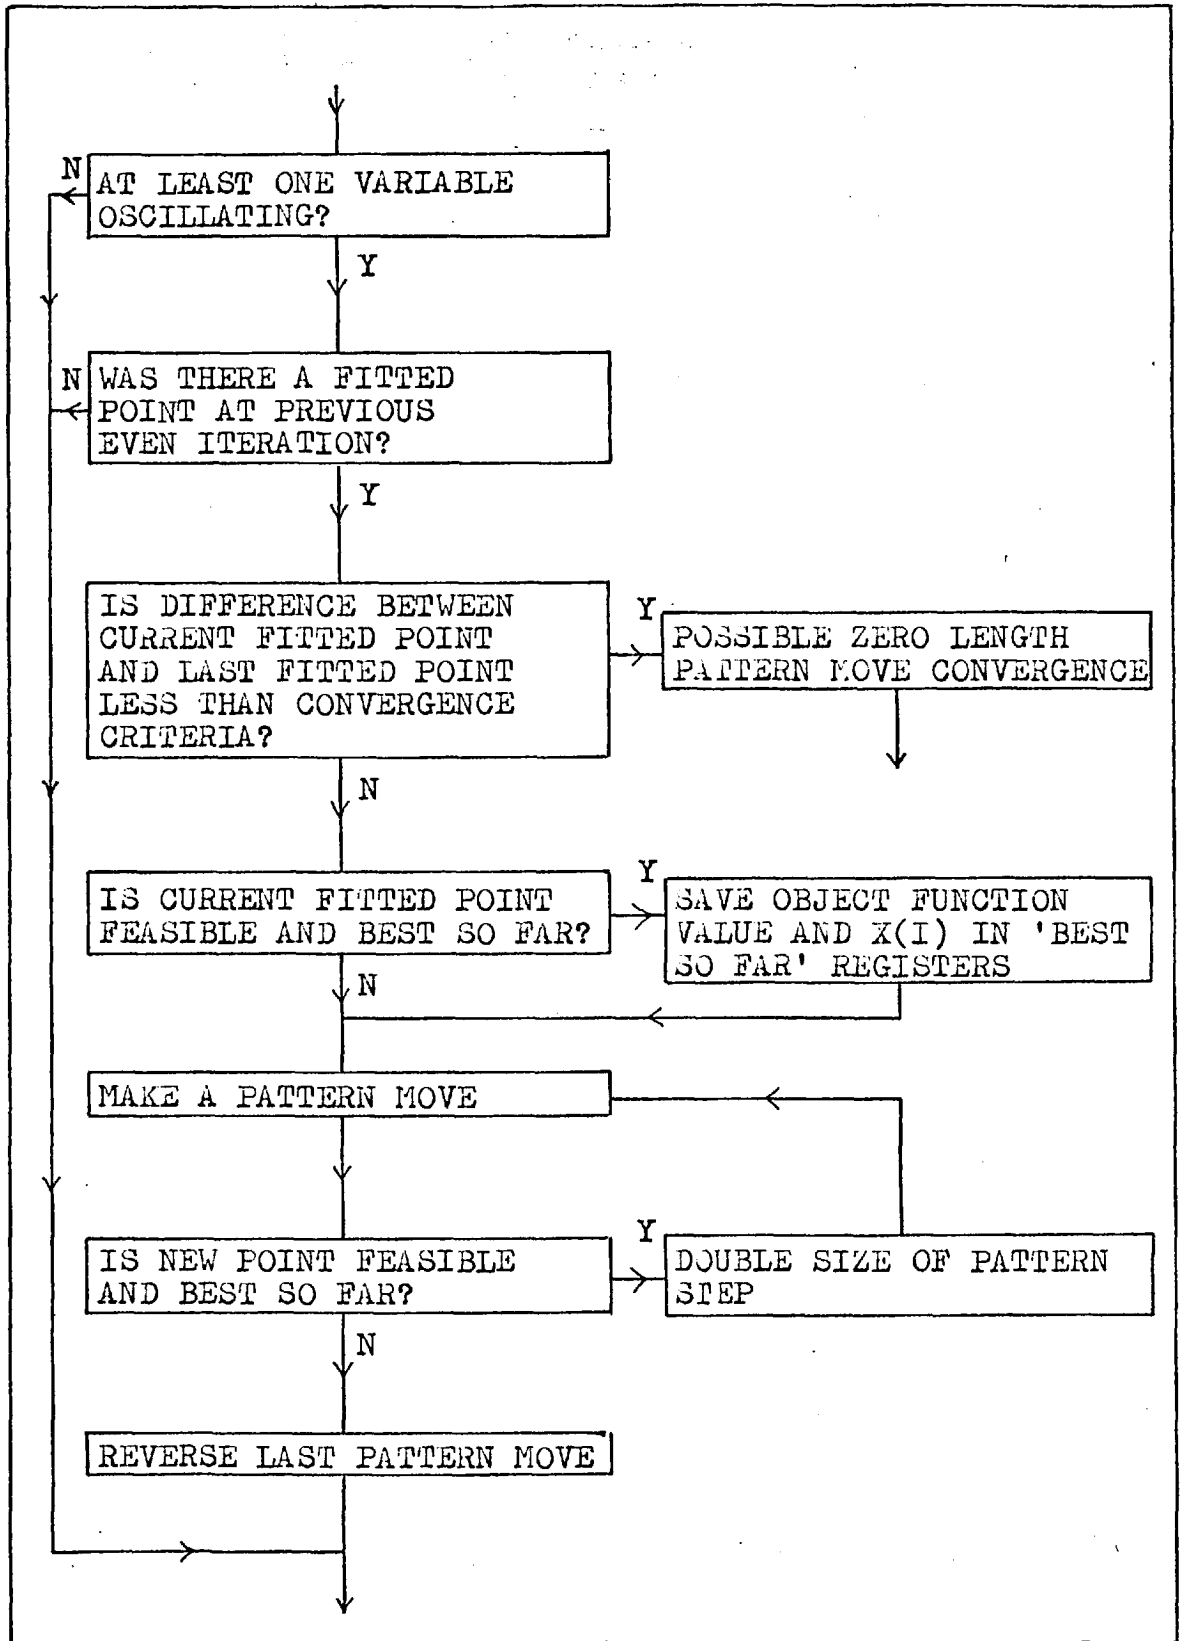 N
AT LEAST ONE VARIABLE
OSCILLATING?
Y
N
WAS THERE A FITTED
POINT AT PREVIOUS
EVEN ITERATION?
Y
IS DIFFERENCE BETWEEN
CURRENT FITTED POINT
AND LAST FITTED POINT
LESS THAN CONVERGENCE
CRITERIA?
Y
POSSIBLE ZERO LENGTH
PATTERN MOVE CONVERGENCE
N
IS CURRENT FITTED POINT
FEASIBLE AND BEST SO FAR?
Y
SAVE OBJECT FUNCTION
VALUE AND X(I) IN 'BEST
SO FAR' REGISTERS
N
MAKE A PATTERN MOVE
IS NEW POINT FEASIBLE
AND BEST SO FAR?
Y
DOUBLE SIZE OF PATTERN
STEP
N
REVERSE LAST PATTERN MOVE